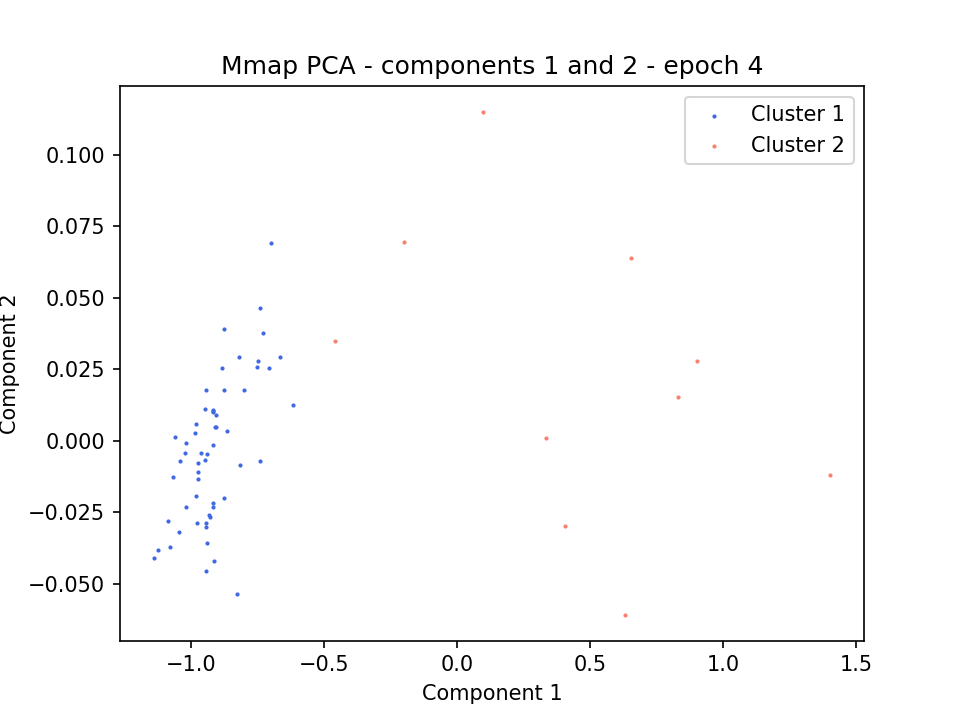 Mmap PCA - components 1 and 2 - epoch 4
Cluster 1
Cluster 2
0.100
0.075
0.050
0.025
0.000
−0.025
−0.050
Component 2
−1.0 −0.5 0.0 0.5 1.0 1.5
Component 1